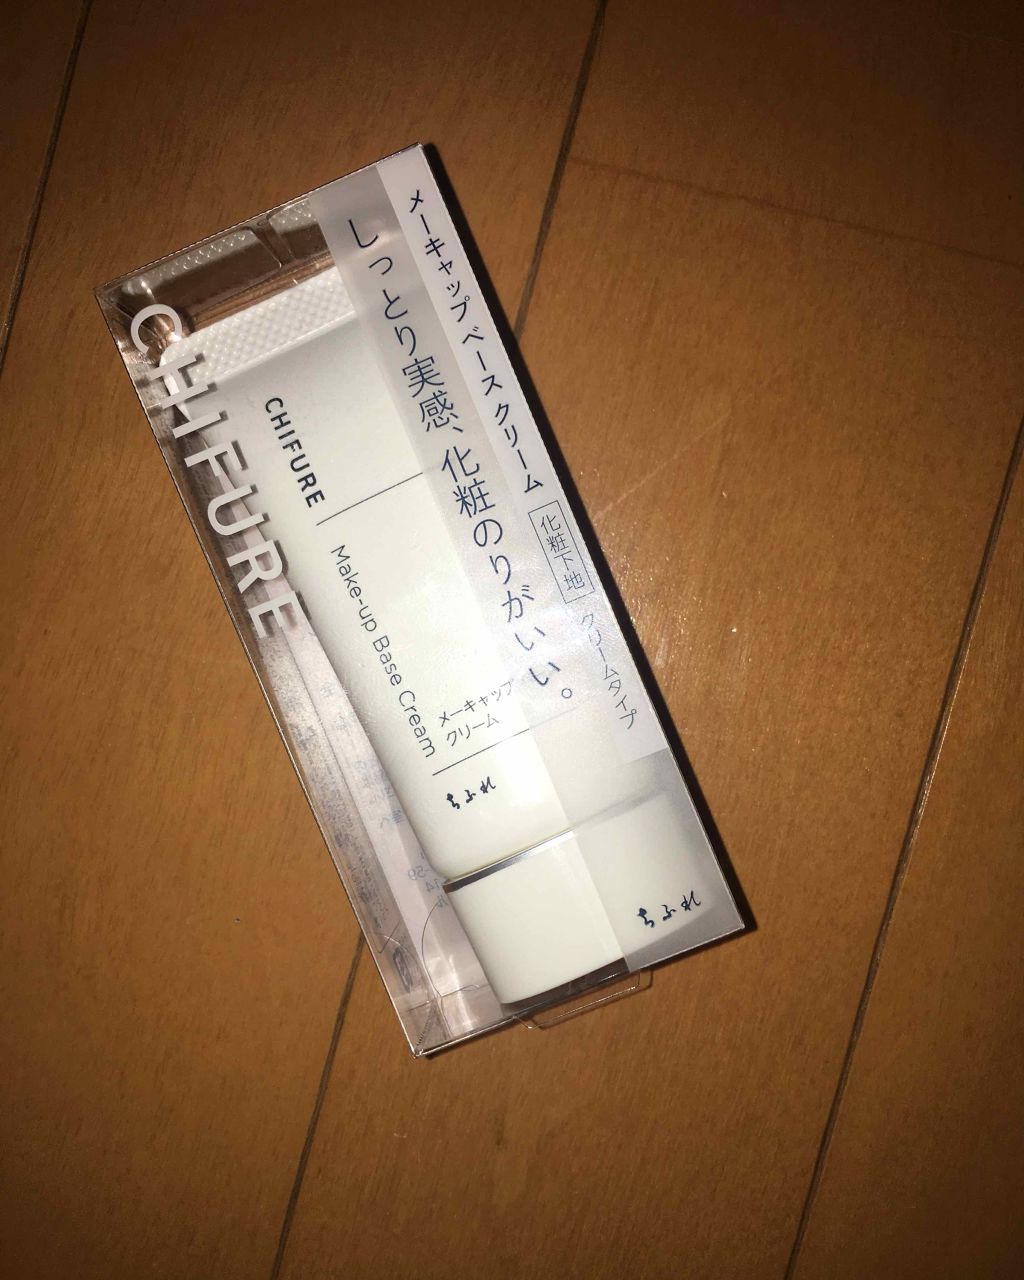 メーキャップ ベース クリーム 化粧下地 クリームタイプ
しっとり実感、化粧のりがいい。
CHIFURE
CHIFURE
Make-up Base Cream
メーキャップ
クリーム
ちふれ
ちふれ